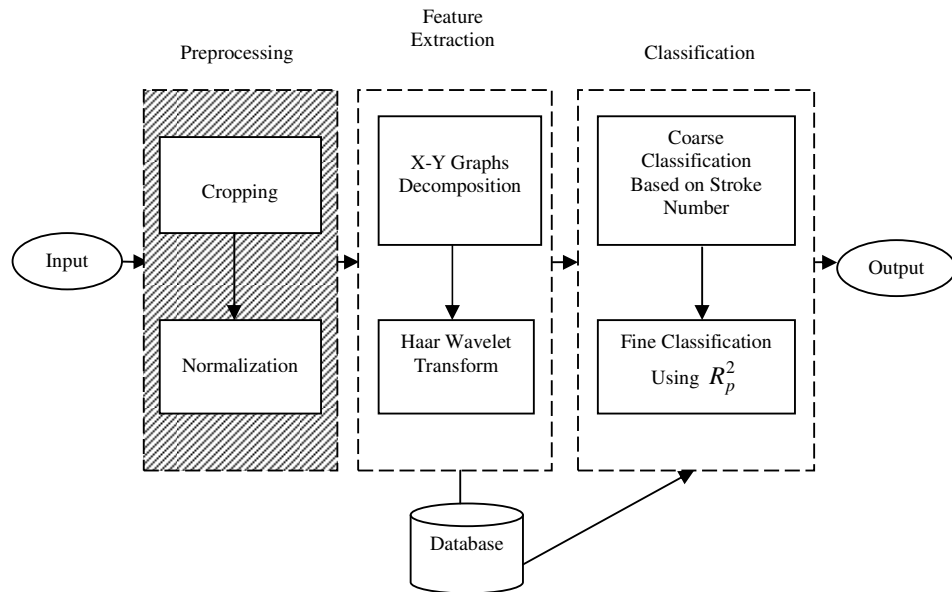 Preprocessing
Feature
Extraction
Classification
Input
Cropping
Normalization
X-Y Graphs
Decomposition
Haar Wavelet
Transform
Coarse
Classification
Based on Stroke
Number
Fine Classification
Using $R_p^2$
Output
Database